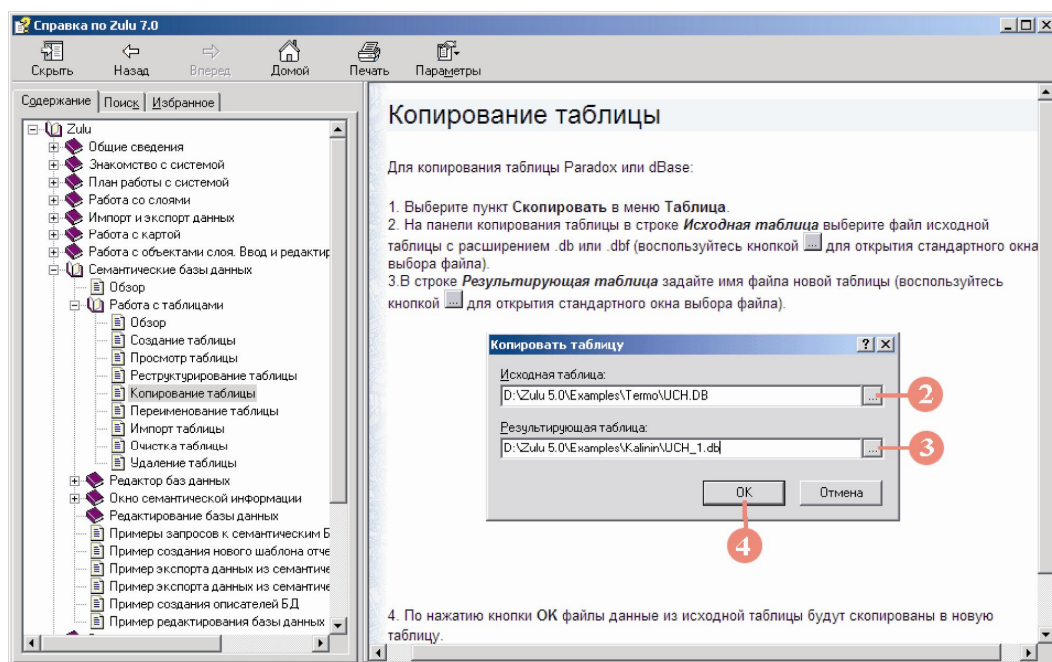 Справка по Zulu 7.0
Скрыть Назад Вперед Домой Печать Параметры
Содержание Поиск Избранное
Zulu
Общие сведения
Знакомство с системой
План работы с системой
Работа со слоями
Импорт и экспорт данных
Работа с картой
Работа с объектами слоя. Ввод и редактир
Семантические базы данных
Обзор
Работа с таблицами
Обзор
Создание таблицы
Просмотр таблицы
Реструктурирование таблицы
Копирование таблицы
Переименование таблицы
Импорт таблицы
Очистка таблицы
Удаление таблицы
Редактор баз данных
Окно семантической информации
Редактирование базы данных
Примеры запросов к семантическим Б
Пример создания нового шаблона отче
Пример экспорта данных из семантиче
Пример экспорта данных из семантиче
Пример создания описателей БД
Пример редактирования базы данных
Копирование таблицы
Для копирования таблицы Paradox или dBase:
1. Выберите пункт Скопировать в меню Таблица.
2. На панели копирования таблицы в строке Исходная таблица выберите файл исходной
таблицы с расширением .db или .dbf (воспользуйтесь кнопкой ... для открытия стандартного окна
выбора файла).
3.В строке Результирующая таблица задайте имя файла новой таблицы (воспользуйтесь
кнопкой ... для открытия стандартного окна выбора файла).
Копировать таблицу
Исходная таблица:
D:\Zulu 5.0\Examples\Termo\UCH.DB ... 2
Результирующая таблица:
D:\Zulu 5.0\Examples\Kalinin\UCH_1.db ... 3
OK Отмена
4
4. По нажатию кнопки ОК файлы данные из исходной таблицы будут скопированы в новую
таблицу.